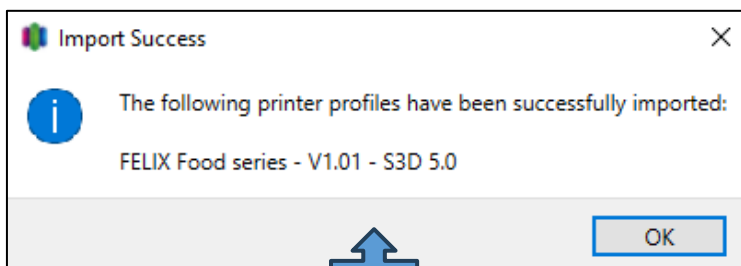 Import Success
The following printer profiles have been successfully imported:
FELIX Food series - V1.01 - S3D 5.0
OK